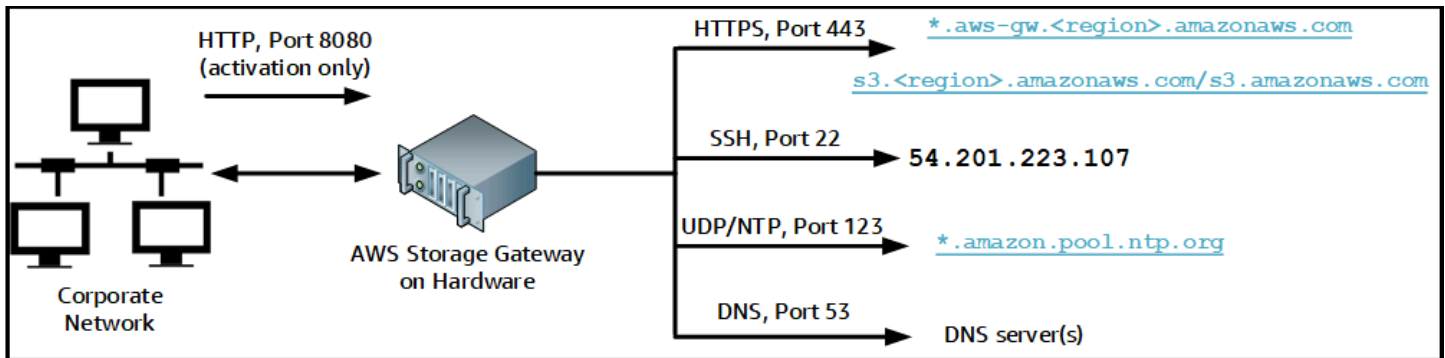 HTTP, Port 8080
(activation only)
Corporate
Network
AWS Storage Gateway
on Hardware
HTTPS, Port 443
*.aws-gw.<region>.amazonaws.com
s3.<region>.amazonaws.com/s3.amazonaws.com
SSH, Port 22
54.201.223.107
UDP/NTP, Port 123
*.amazon.pool.ntp.org
DNS, Port 53
DNS server(s)